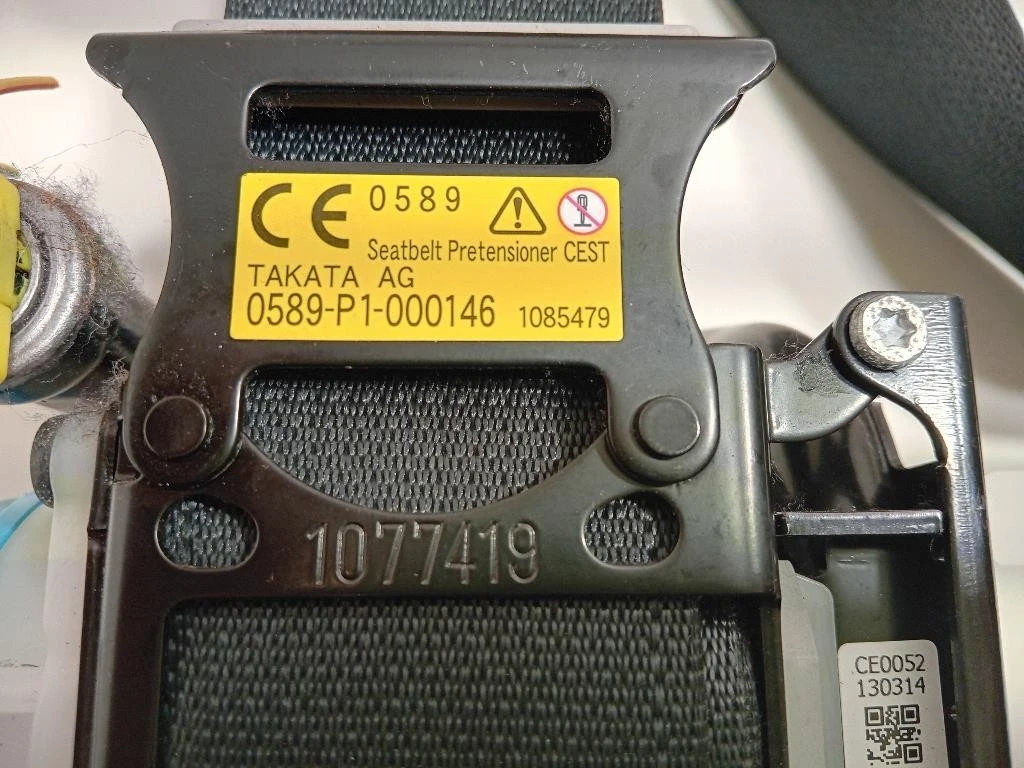 CE 0589
Seatbelt Pretensioner CEST
TAKATA AG
0589-P1-000146 1085479
1077419
CE0052
130314